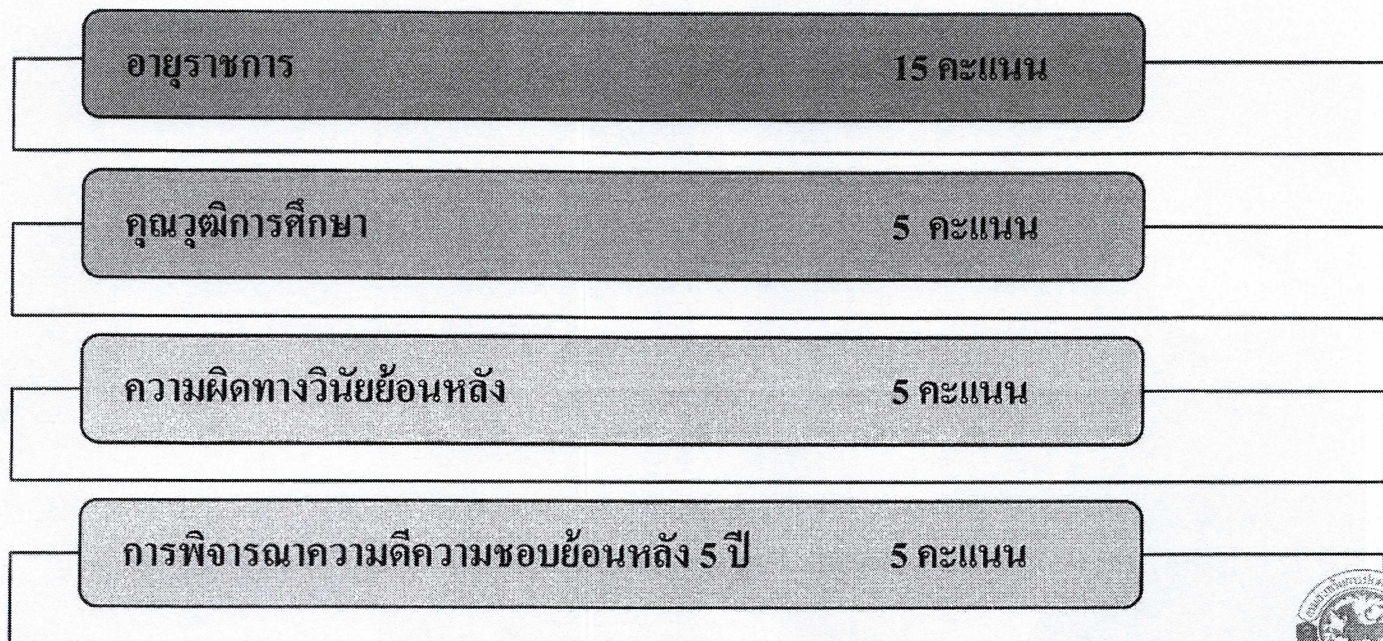 อายุราชการ 15 คะแนน
คุณวุฒิการศึกษา 5 คะแนน
ความผิดทางวินัยย้อนหลัง 5 คะแนน
การพิจารณาความดีความชอบย้อนหลัง 5 ปี 5 คะแนน